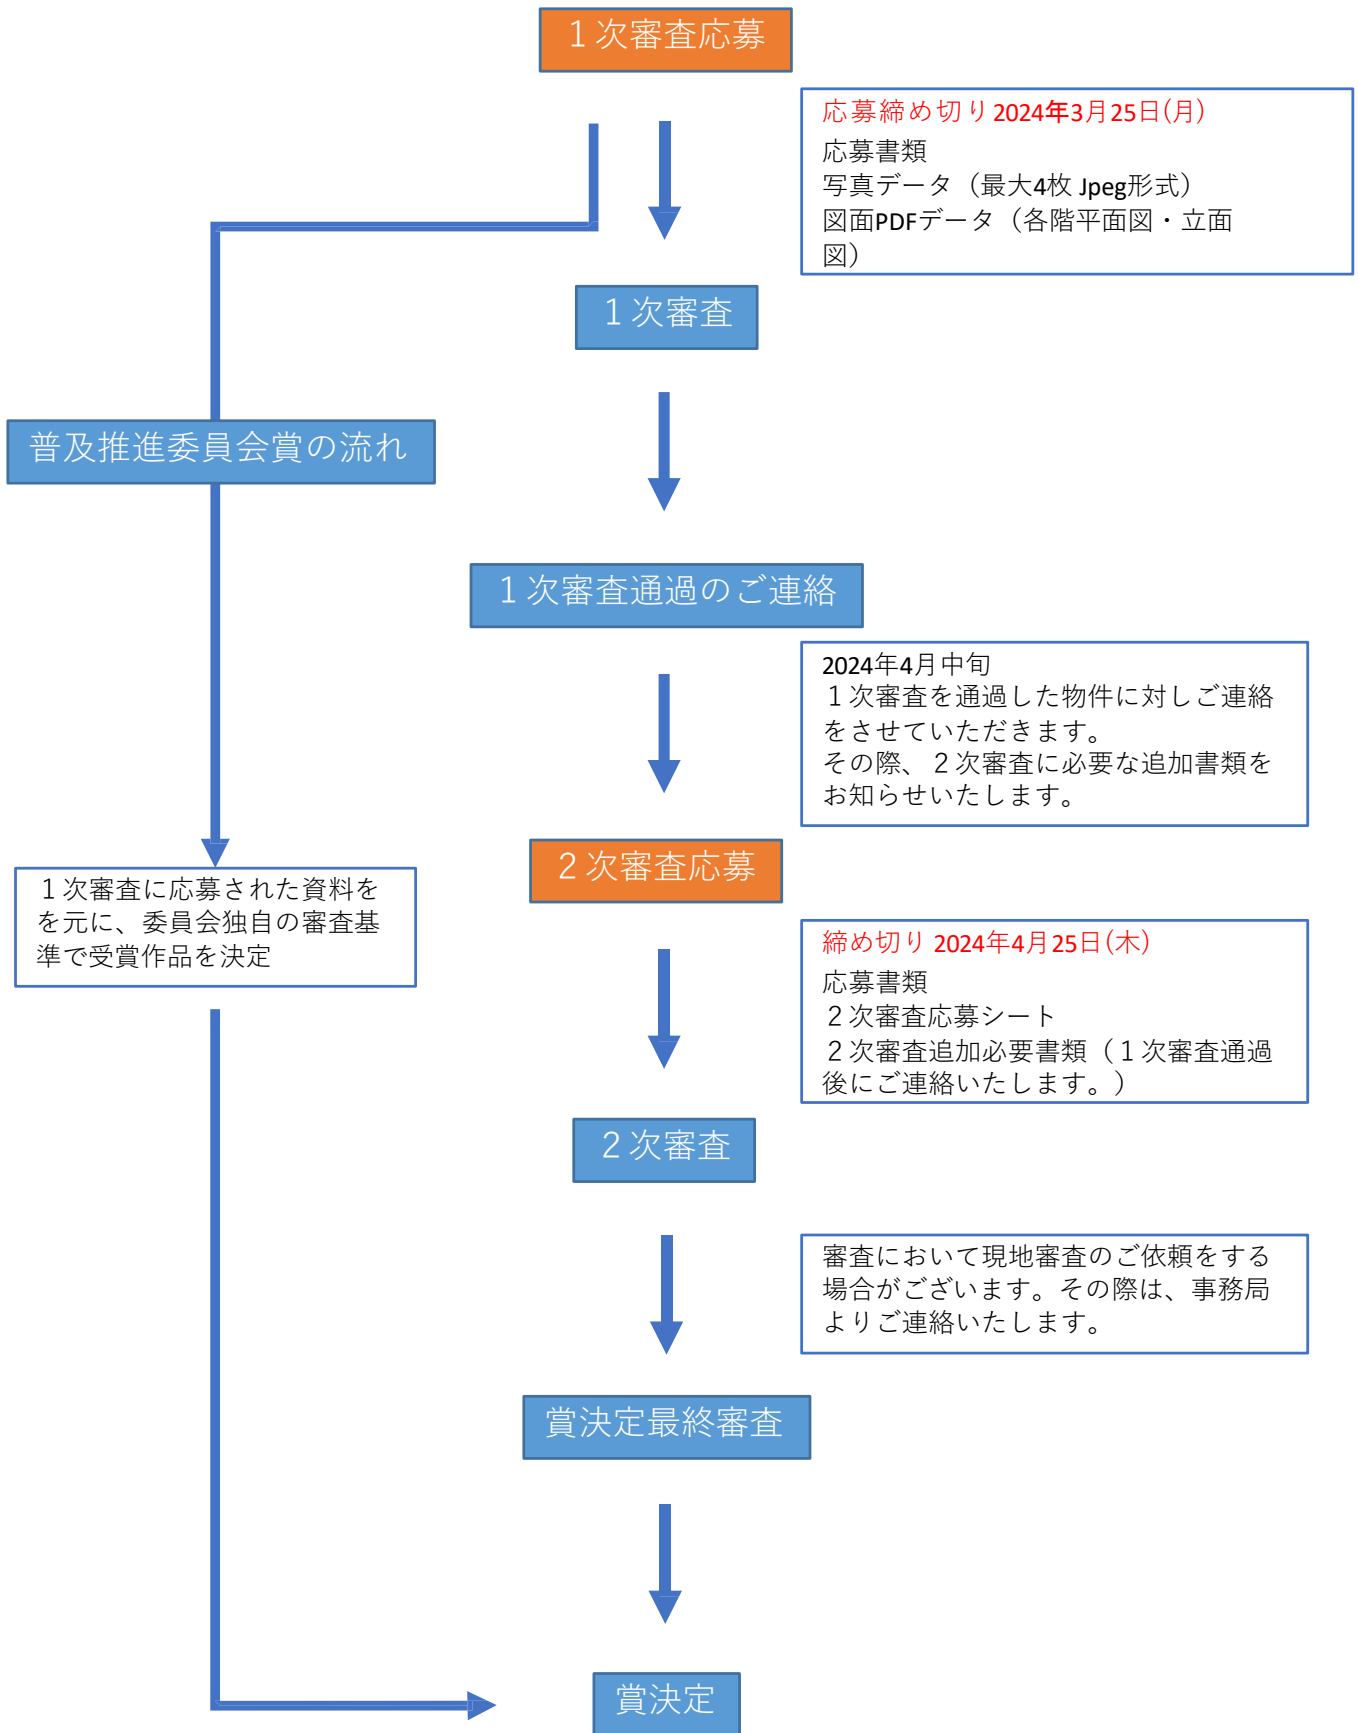 １次審査応募
応募締め切り2024年3月25日(月)
応募書類
写真データ（最大4枚 Jpeg形式）
図面PDFデータ（各階平面図・立面
図）
１次審査
普及推進委員会賞の流れ
１次審査通過のご連絡
2024年4月中旬
１次審査を通過した物件に対しご連絡
をさせていただきます。
その際、２次審査に必要な追加書類を
お知らせいたします。
２次審査応募
１次審査に応募された資料を
を元に、委員会独自の審査基
準で受賞作品を決定
締め切り 2024年4月25日(木)
応募書類
２次審査応募シート
２次審査追加必要書類（１次審査通過
後にご連絡いたします。）
２次審査
審査において現地審査のご依頼をする
場合がございます。その際は、事務局
よりご連絡いたします。
賞決定最終審査
賞決定